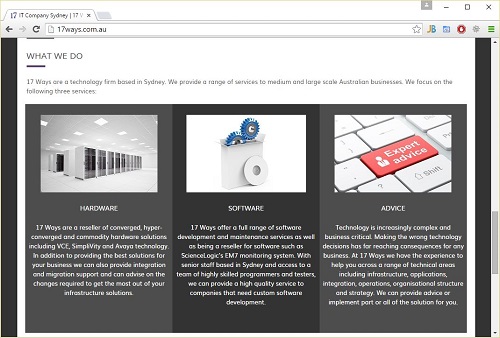 17 IT Company Sydney | 17 W
17ways.com.au
WHAT WE DO
17 Ways are a technology firm based in Sydney. We provide a range of services to medium and large scale Australian businesses. We focus on the
following three services:
Expert
advice
Shift
HARDWARE
17 Ways are a reseller of converged, hyper-
converged and commodity hardware solutions
including VCE, SimpliVity and Avaya technology.
In addition to providing the best solutions for
your business we can also provide integration
and migration support and can advise on the
changes required to get the most out of your
infrastructure solutions.
SOFTWARE
17 Ways offer a full range of software
development and maintenance services as well
as being a reseller for software such as
ScienceLogic's EM7 monitoring system. With
senior staff based in Sydney and access to a
team of highly skilled programmers and testers,
we can provide a high quality service to
companies that need custom software
development.
ADVICE
Technology is increasingly complex and
business critical. Making the wrong technology
decisions has far reaching consequences for any
business. At 17 Ways we have the experience to
help you across a range of technical areas
including infrastructure, applications,
integration, operations, organisational structure
and strategy. We can provide advice or
implement part or all of the solution for you.